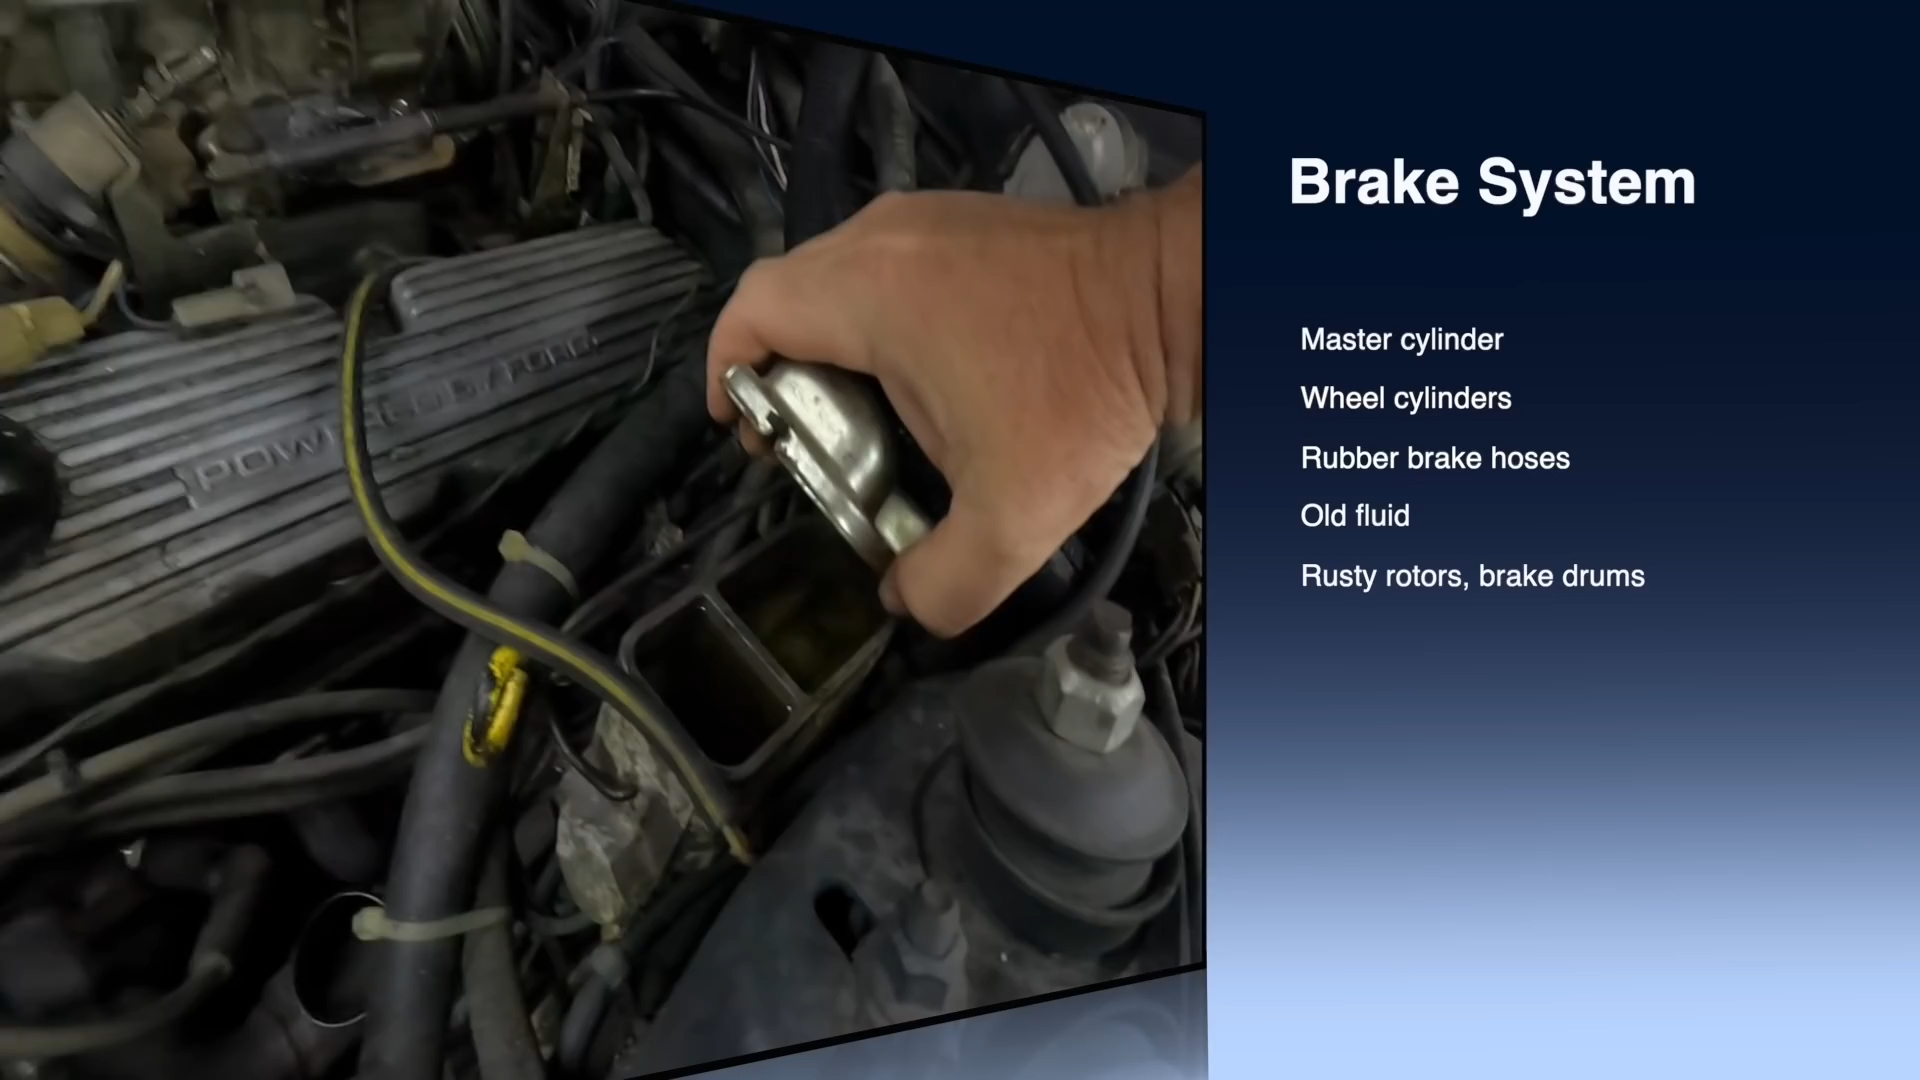 POWERED BY FORD
Brake System
Master cylinder
Wheel cylinders
Rubber brake hoses
Old fluid
Rusty rotors, brake drums